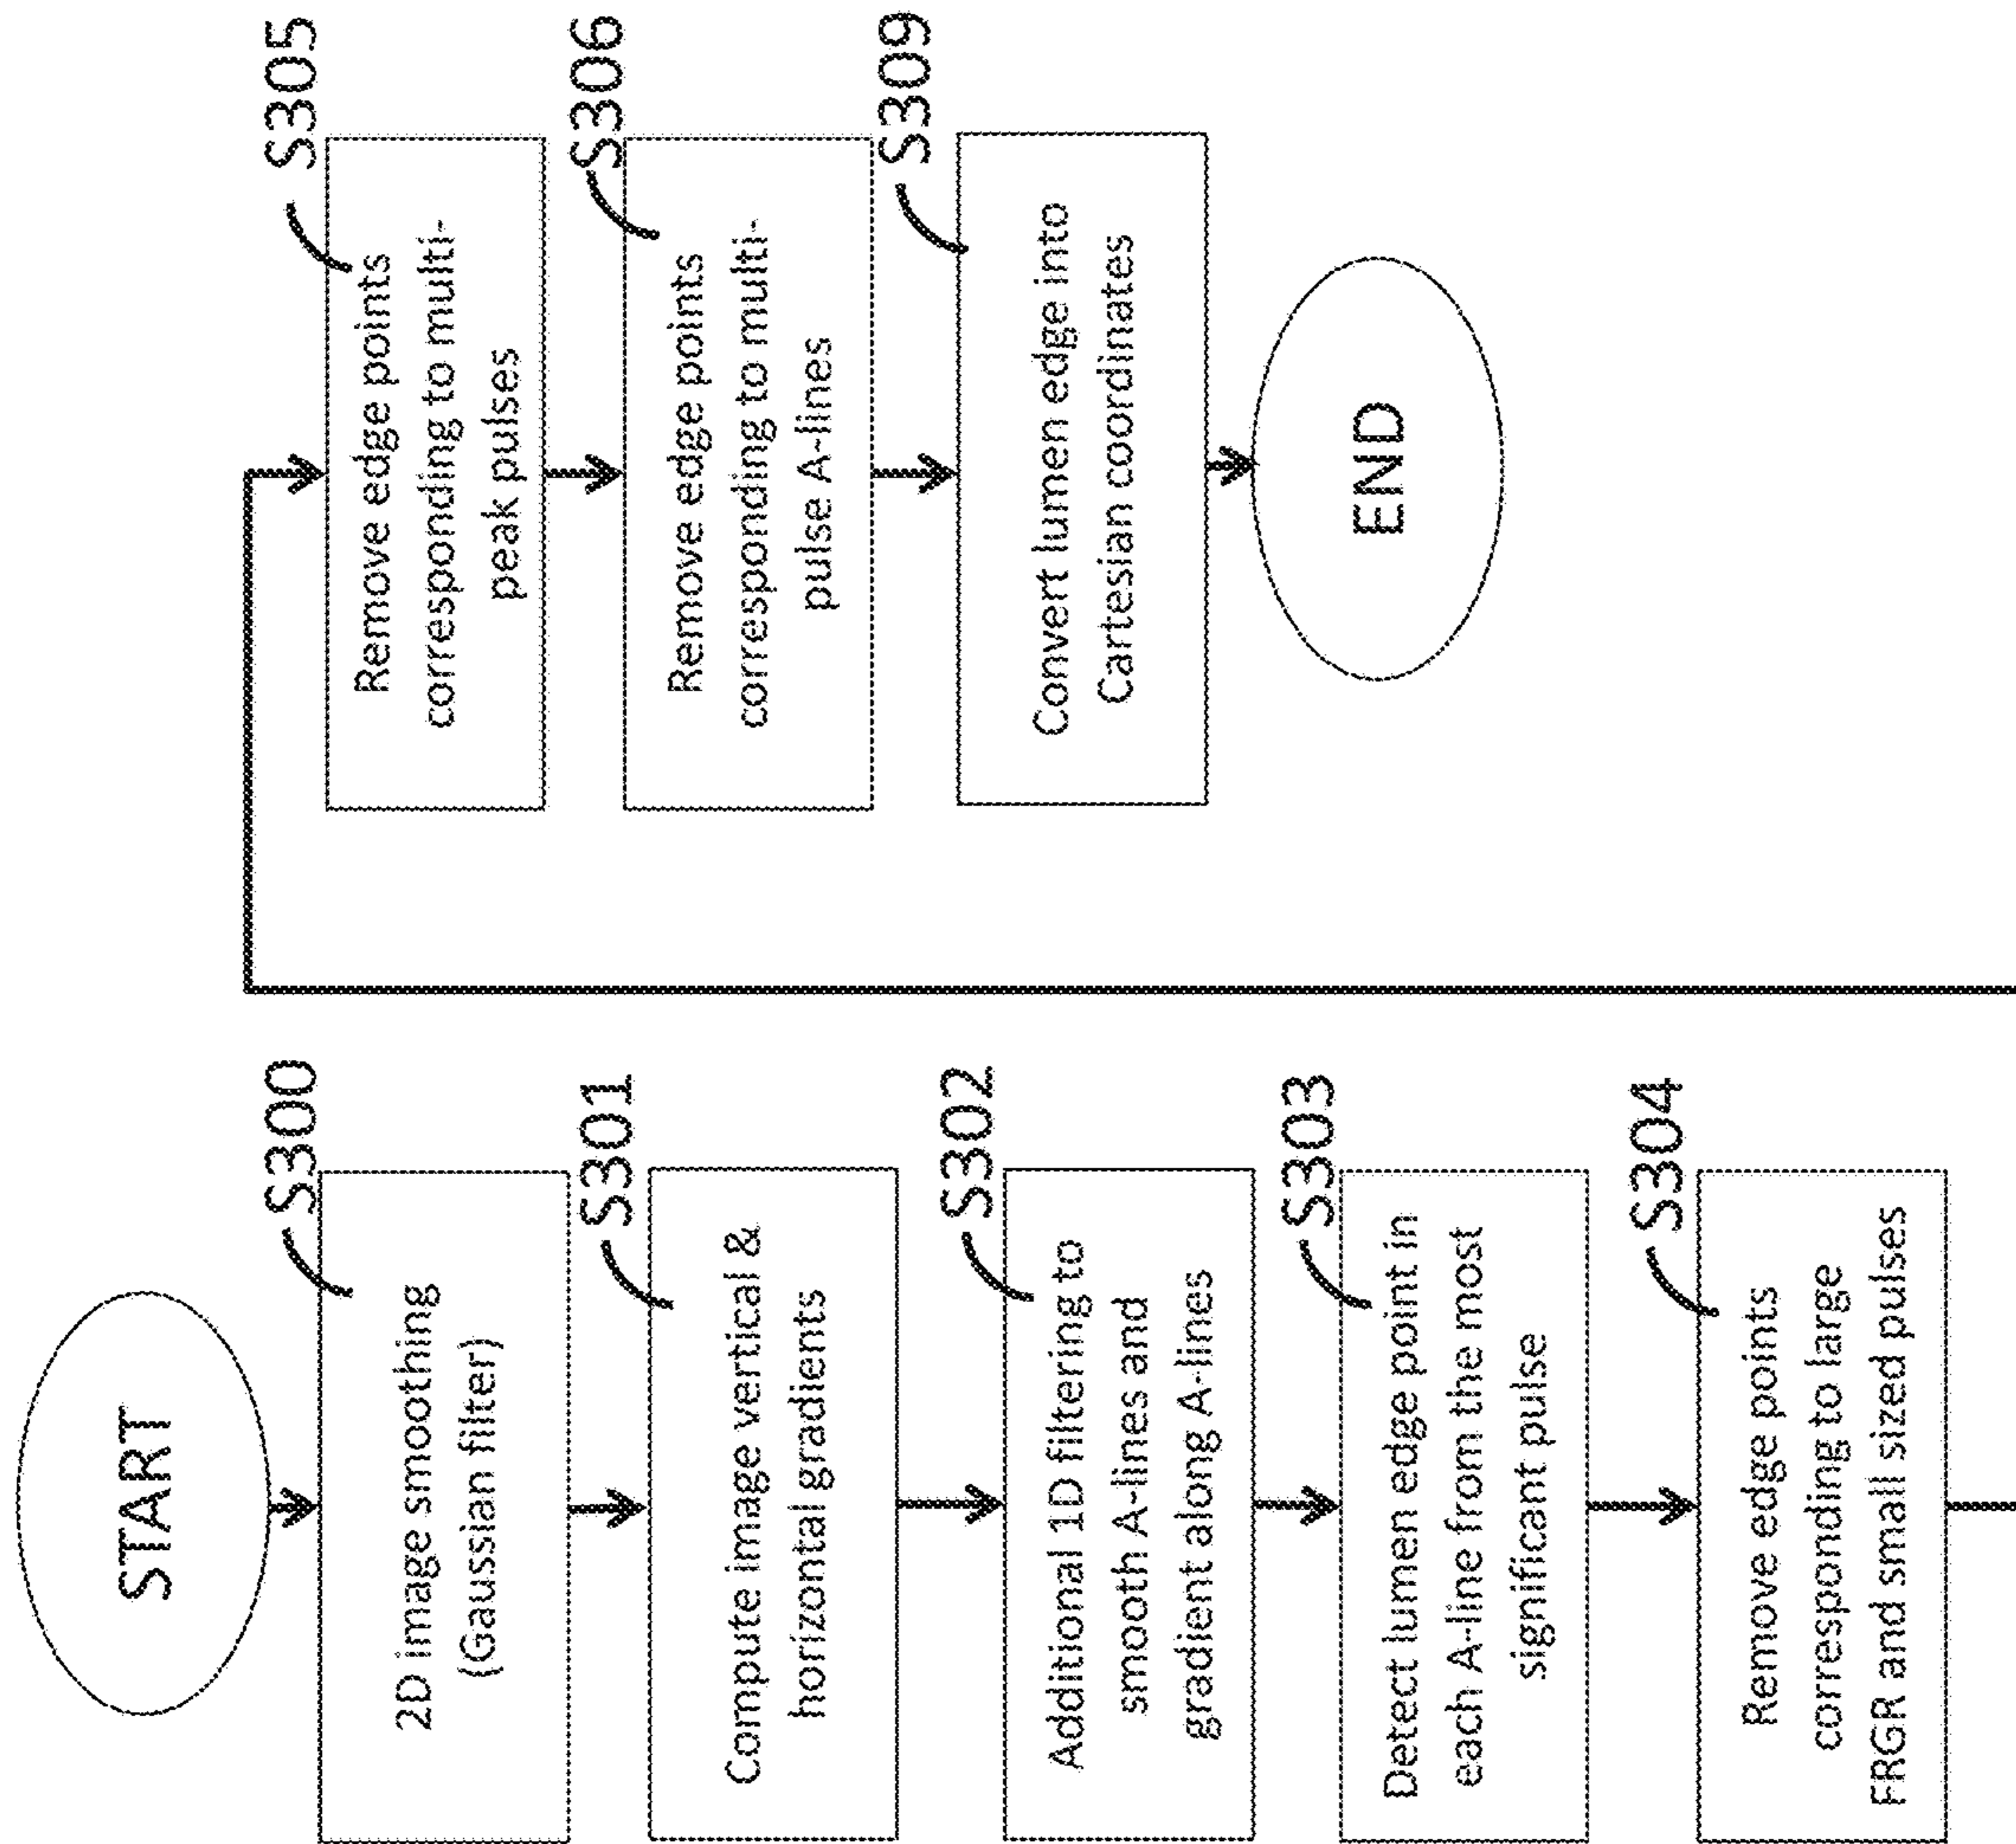 START
S300
2D image smoothing
(Gaussian filter)
S301
Compute image vertical &
horizontal gradients
S302
Additional 1D filtering to
smooth A-lines and
gradient along A-lines
S303
Detect lumen edge point in
each A-line from the most
significant pulse
S304
Remove edge points
corresponding to large
FRGR and small sized pulses
S305
Remove edge points
corresponding to multi-
peak pulses
S306
Remove edge points
corresponding to multi-
pulse A-lines
S309
Convert lumen edge into
Cartesian coordinates
END